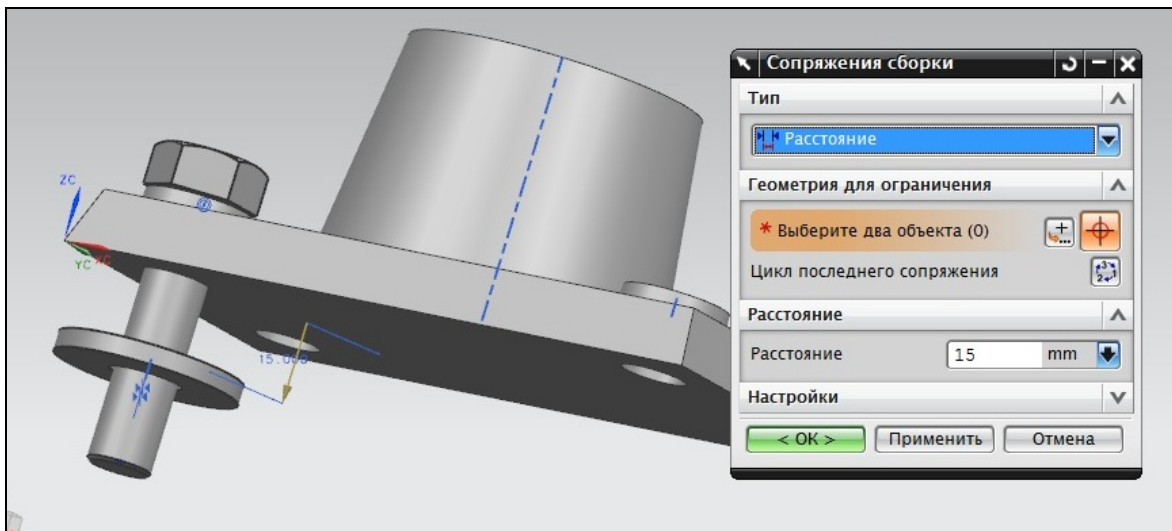 Сопряжения сборки
Тип
Расстояние
Геометрия для ограничения
* Выберите два объекта (0)
Цикл последнего сопряжения
Расстояние
Расстояние 15 mm
Настройки
< OK > Применить Отмена
ZC
YC XC
15.000